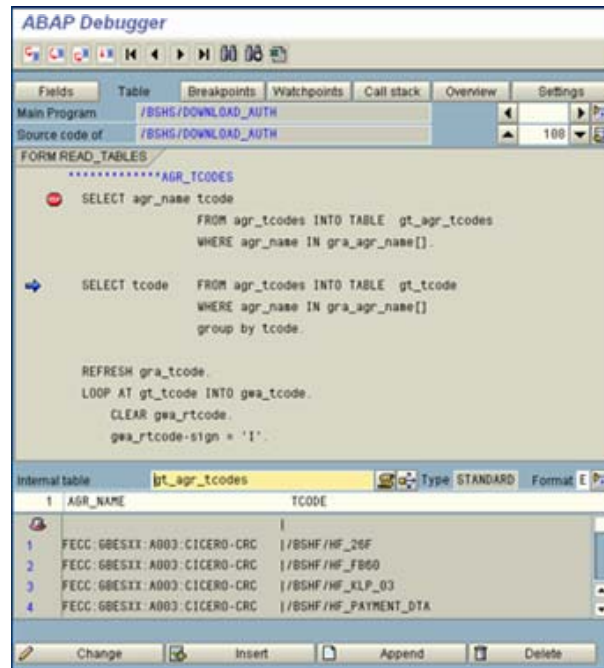 ABAP Debugger
Fields Table Breakpoints Watchpoints Call stack Overview Settings
Main Program /BSHS/DOWNLOAD_AUTH
Source code of /BSHS/DOWNLOAD_AUTH 108
FORM READ_TABLES
*************AGR_TCODES
SELECT agr_name tcode
FROM agr_tcodes INTO TABLE gt_agr_tcodes
WHERE agr_name IN gra_agr_name[].
SELECT tcode FROM agr_tcodes INTO TABLE gt_tcode
WHERE agr_name IN gra_agr_name[]
group by tcode.
REFRESH gra_tcode.
LOOP AT gt_tcode INTO gwa_tcode.
CLEAR gwa_rtcode.
gwa_rtcode-sign = 'I'.
Internal table gt_agr_tcodes Type STANDARD Format E
1 AGR_NAME TCODE
|
1 FECC:GBESXX:A003:CICERO-CRC |/BSHF/HF_26F
2 FECC:GBESXX:A003:CICERO-CRC |/BSHF/HF_FB60
3 FECC:GBESXX:A003:CICERO-CRC |/BSHF/HF_KLP_03
4 FECC:GBESXX:A003:CICERO-CRC |/BSHF/HF_PAYMENT_DTA
Change Insert Append Delete